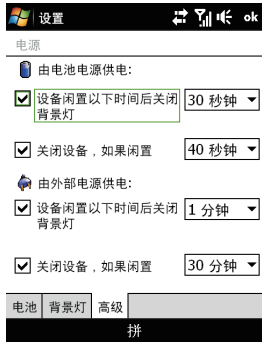 设置
ok
电源
由电池电源供电:
设备闲置以下时间后关闭
背景灯
30 秒钟
关闭设备，如果闲置
40 秒钟
由外部电源供电:
设备闲置以下时间后关闭
背景灯
1 分钟
关闭设备，如果闲置
30 分钟
电池 背景灯 高级
拼